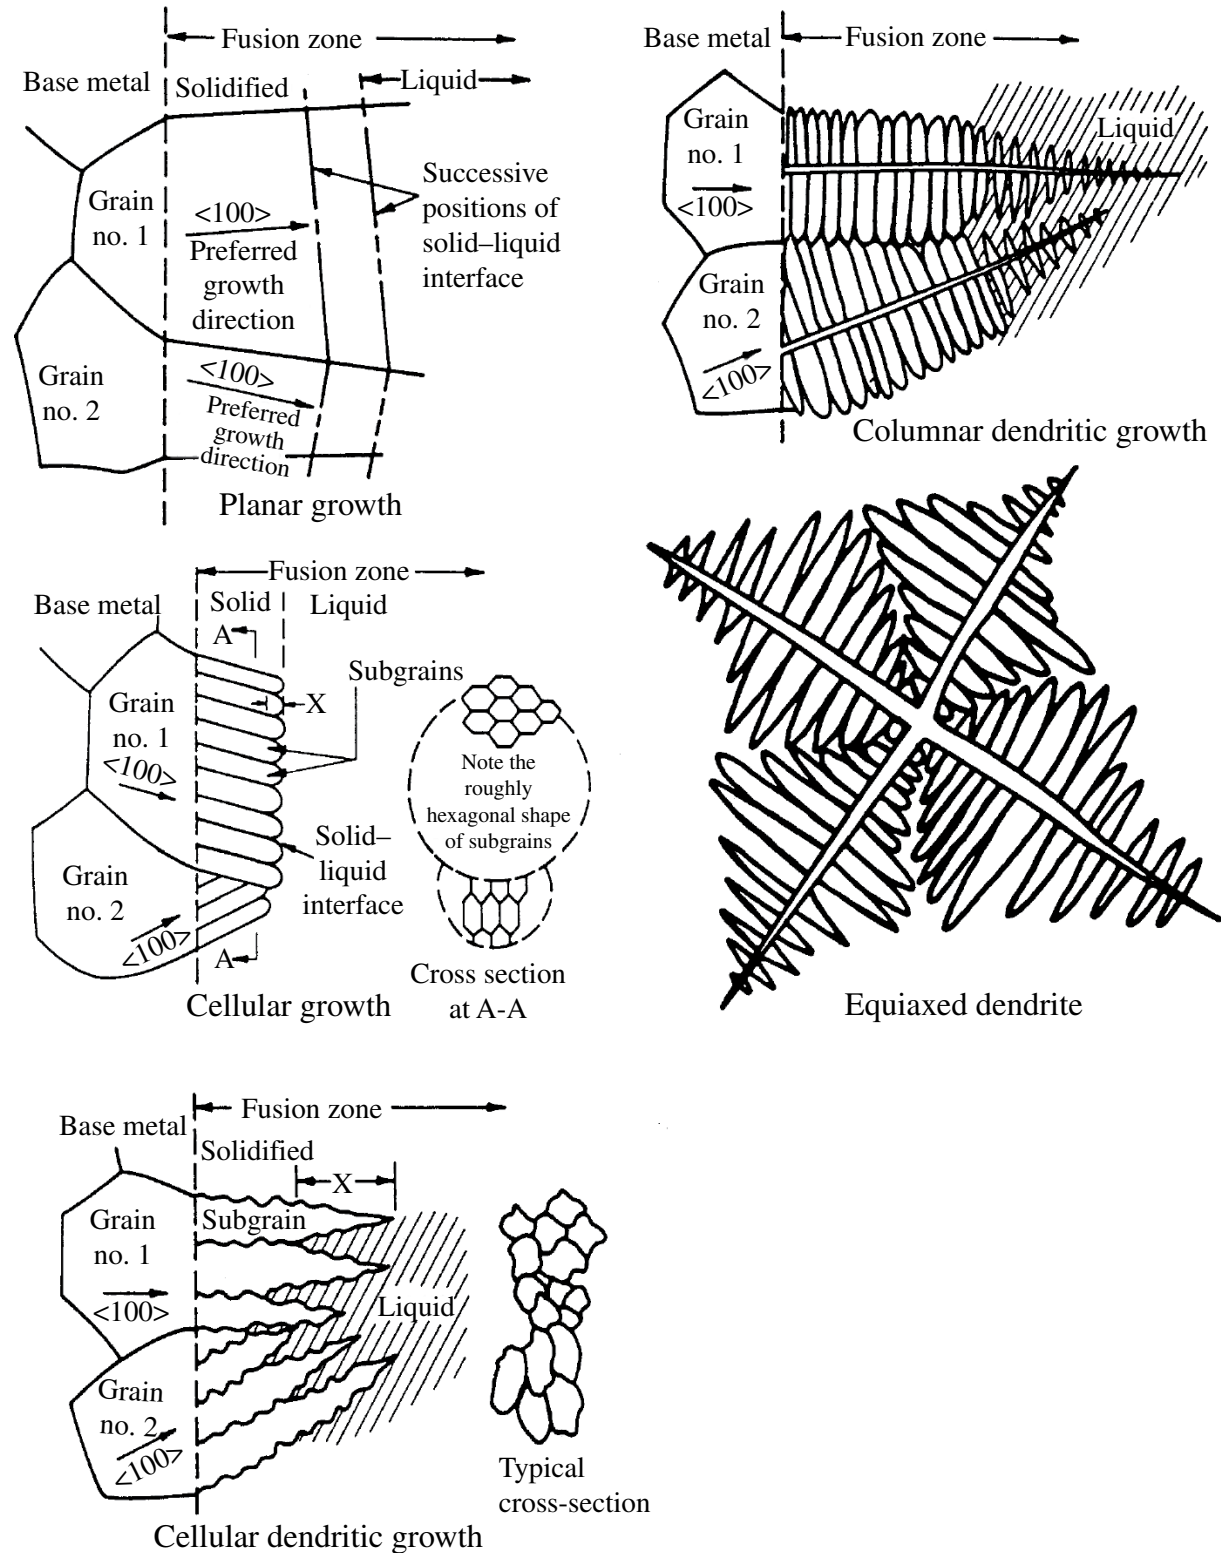 Fusion zone
Base metal
Solidified
Liquid
Grain
no. 1
<100>
Preferred
growth
direction
Successive
positions of
solid–liquid
interface
Grain
no. 2
<100>
Preferred
growth
direction
Planar growth
Base metal
Fusion zone
Grain
no. 1
<100>
Liquid
Grain
no. 2
<100>
Columnar dendritic growth
Fusion zone
Base metal
Solid
Liquid
A
Subgrains
X
Grain
no. 1
<100>
Grain
no. 2
<100>
Solid–
liquid
interface
A
Note the
roughly
hexagonal shape
of subgrains
Cross section
at A-A
Cellular growth
Equiaxed dendrite
Fusion zone
Base metal
Solidified
X
Grain
no. 1
<100>
Subgrain
Liquid
Grain
no. 2
<100>
Typical
cross-section
Cellular dendritic growth